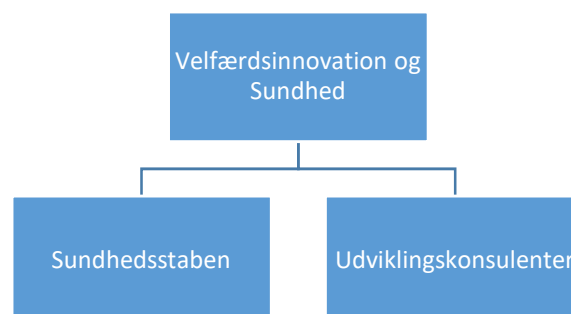 Velfærdsinnovation og
Sundhed
Sundhedsstaben
Udviklingskonsulenter